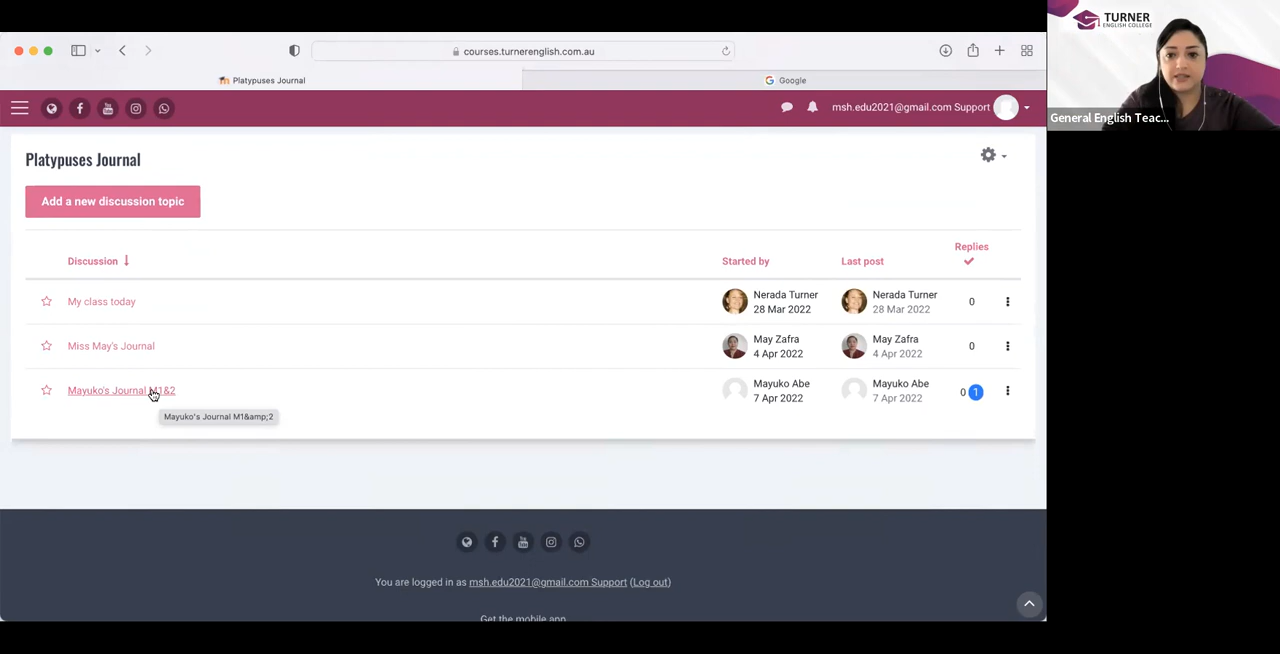 TURNER
ENGLISH COLLEGE
courses.turnerenglish.com.au
Platypuses Journal
Google
msh.edu2021@gmail.com Support
General English Teac...
Platypuses Journal
Add a new discussion topic
Replies
Discussion
Started by
Last post
My class today
Nerada Turner
28 Mar 2022
Nerada Turner
28 Mar 2022
0
Miss May's Journal
May Zafra
4 Apr 2022
May Zafra
4 Apr 2022
0
Mayuko's Journal M1&2
Mayuko Abe
7 Apr 2022
Mayuko Abe
7 Apr 2022
0 1
Mayuko's Journal M1&amp;2
You are logged in as msh.edu2021@gmail.com Support (Log out)
Get the mobile app